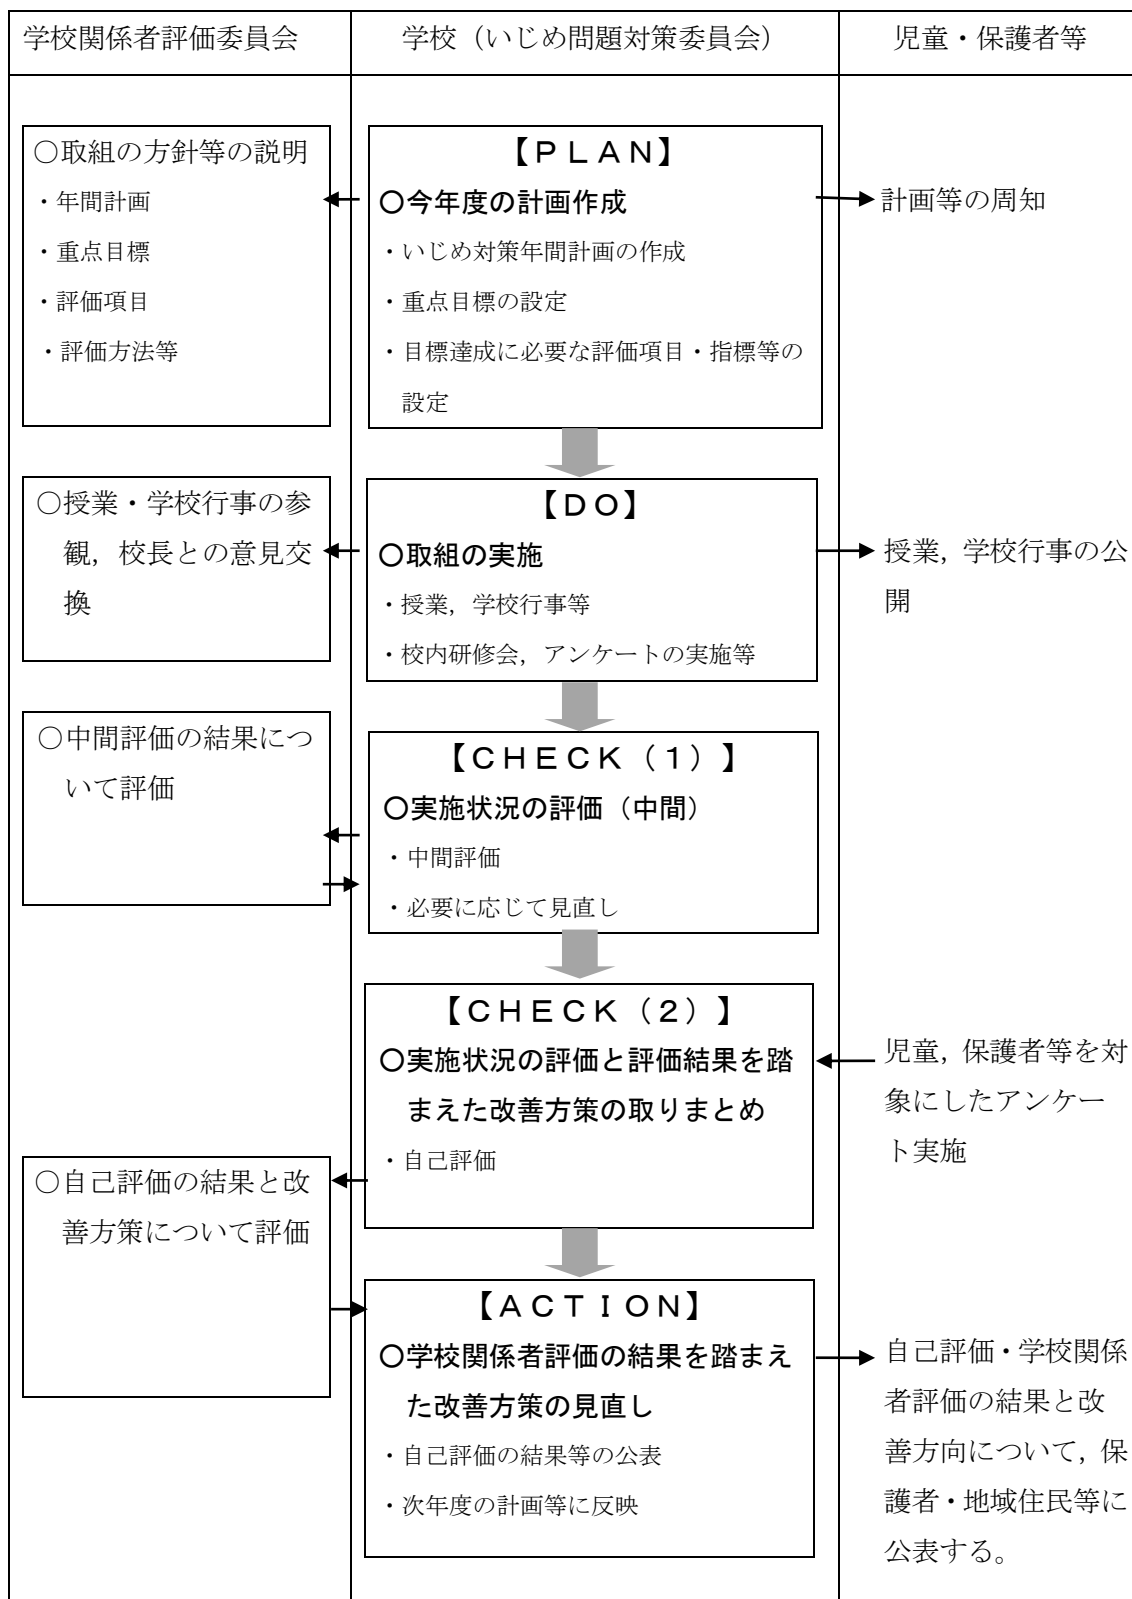 学校関係者評価委員会
学校（いじめ問題対策委員会）
児童・保護者等
○取組の方針等の説明
・年間計画
・重点目標
・評価項目
・評価方法等
【ＰＬＡＮ】
○今年度の計画作成
・いじめ対策年間計画の作成
・重点目標の設定
・目標達成に必要な評価項目・指標等の
設定
計画等の周知
○授業・学校行事の参
観，校長との意見交
換
【ＤＯ】
○取組の実施
・授業，学校行事等
・校内研修会，アンケートの実施等
授業，学校行事の公
開
○中間評価の結果につ
いて評価
【ＣＨＥＣＫ（１）】
○実施状況の評価（中間）
・中間評価
・必要に応じて見直し
【ＣＨＥＣＫ（２）】
○実施状況の評価と評価結果を踏
まえた改善方策の取りまとめ
・自己評価
児童，保護者等を対
象にしたアンケー
ト実施
○自己評価の結果と改
善方策について評価
【ＡＣＴＩＯＮ】
○学校関係者評価の結果を踏まえ
た改善方策の見直し
・自己評価の結果等の公表
・次年度の計画等に反映
自己評価・学校関係
者評価の結果と改
善方向について，保
護者・地域住民等に
公表する。